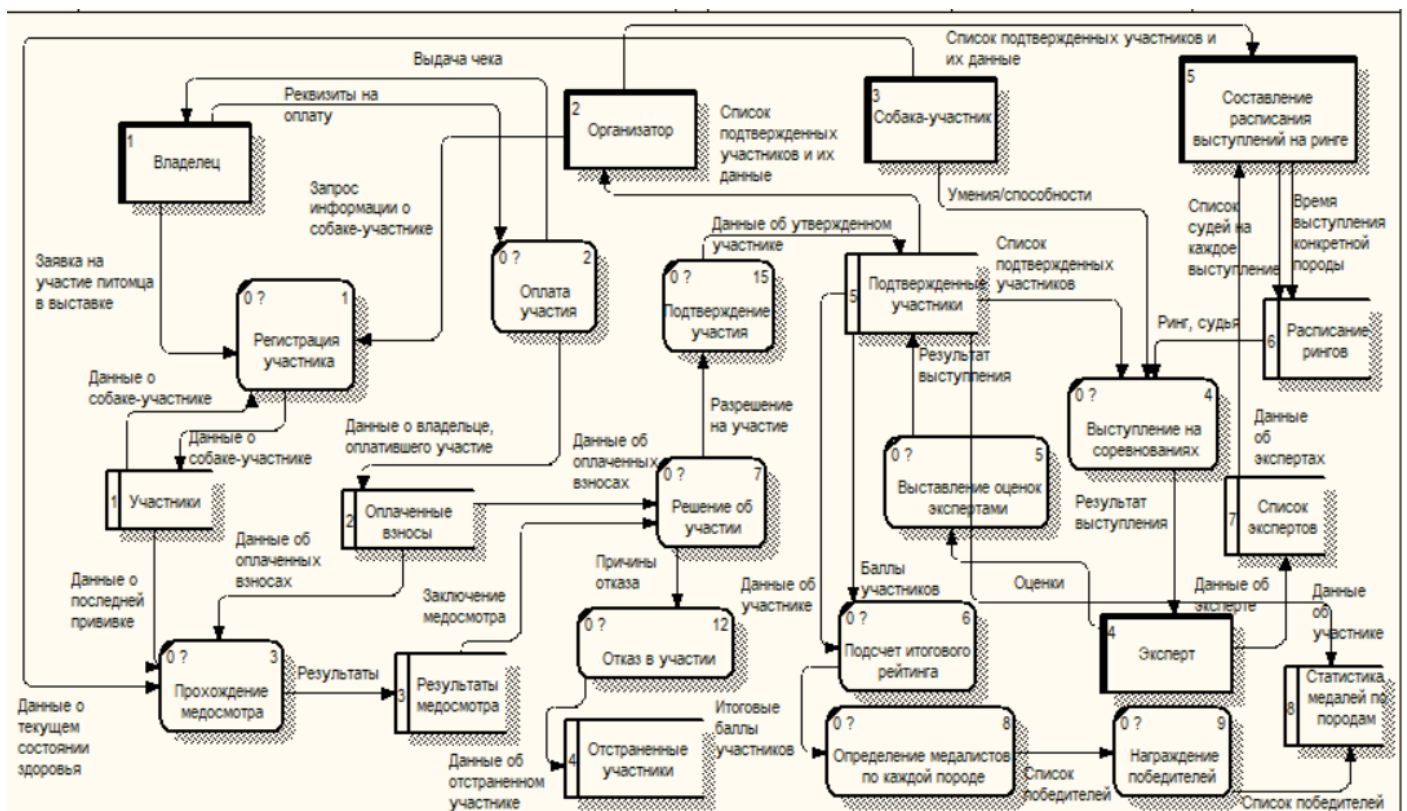 Список подтвержденных участников и
их данные
Выдача чека
Реквизиты на
оплату
1
Владелец
2
Организатор
Список
подтвержденных
участников и их
данные
3
Собака-участник
5
Составление
расписания
выступлений на ринге
Запрос
информации о
собаке-участнике
Умения/способности
Список
судей на
каждое
выступление
Время
выступления
конкретной
породы
Заявка на
участие питомца
в выставке
0 ?
1
Регистрация
участника
0 ?
2
Оплата
участия
Данные об утвержденном
участнике
0 ?
15
Подтверждение
участия
5
Подтвержденные
участники
Список
подтвержденных
участников
Ринг, судья
6
Расписание
рингов
Данные о
собаке-участнике
Данные о
собаке-участнике
Данные о владельце,
оплатившего участие
Данные об
оплаченных
взносах
Разрешение
на участие
Результат
выступления
0 ?
4
Выступление на
соревнованиях
Данные
об
экспертах
1
Участники
2
Оплаченные
взносы
0 ?
7
Решение об
участии
0 ?
5
Выставление оценок
экспертами
Результат
выступления
7
Список
экспертов
Данные об
оплаченных
взносах
Данные о
последней
прививке
Заключение
медосмотра
Причины
отказа
Данные об
участнике
Баллы
участников
Оценки
Данные об
эксперте
Данные
об
участнике
0 ?
3
Прохождение
медосмотра
Результаты
3
Результаты
медосмотра
0 ?
12
Отказ в участии
0 ?
6
Подсчет итогового
рейтинга
4
Эксперт
8
Статистика
медалей по
породам
Данные о
текущем
состоянии
здоровья
Данные об
отстраненном
участнике
4
Отстраненные
участники
Итоговые
баллы
участников
0 ?
8
Определение медалистов
по каждой породе
Список
победителей
0 ?
9
Награждение
победителей
Список победителей